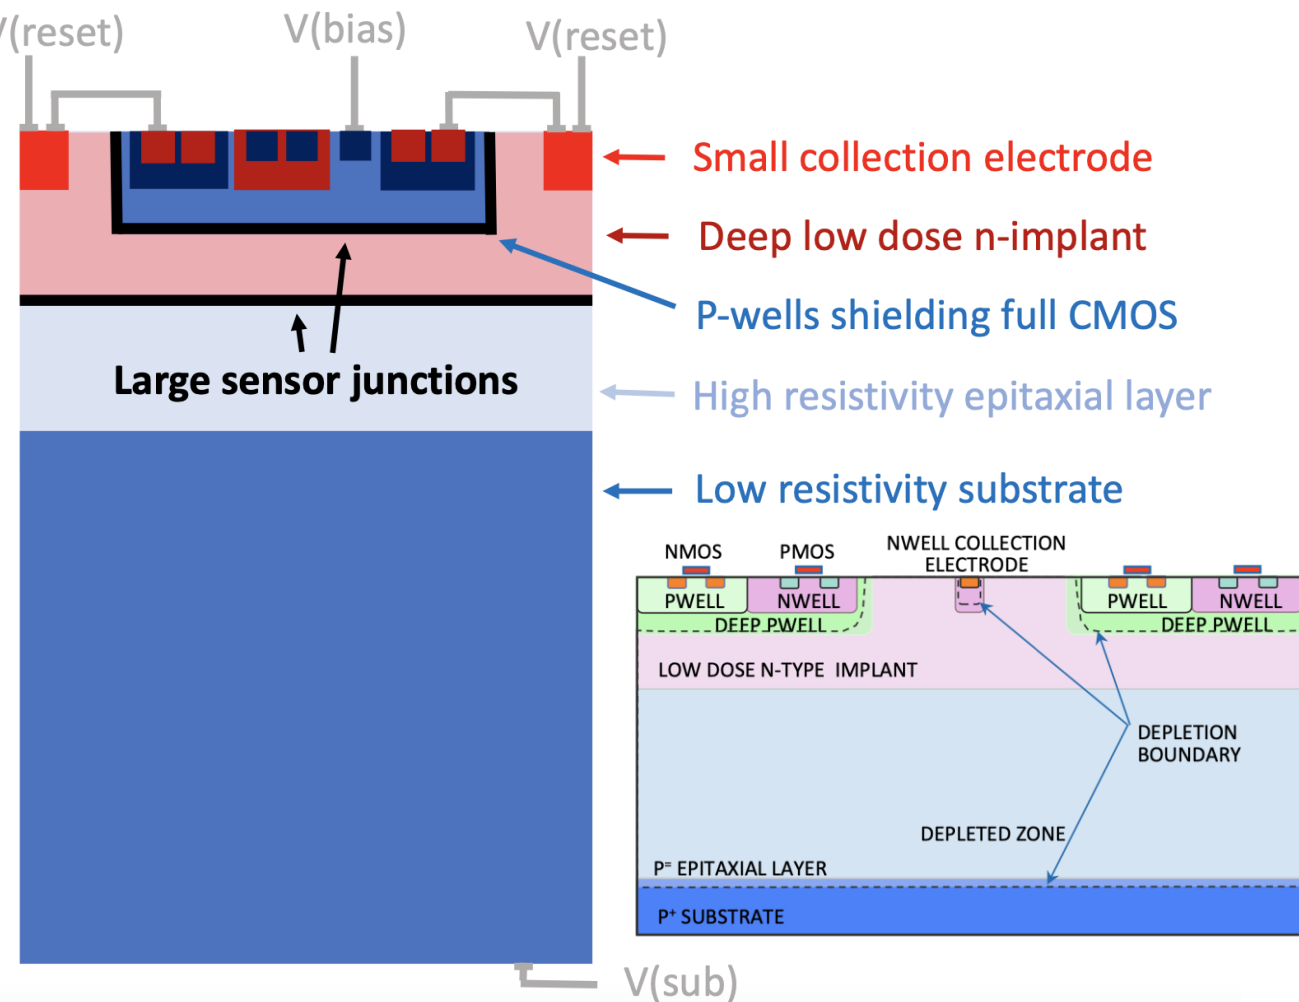 V(reset)
V(bias)
V(reset)
Small collection electrode
Deep low dose n-implant
P-wells shielding full CMOS
Large sensor junctions
High resistivity epitaxial layer
Low resistivity substrate
NMOS
PMOS
NWELL COLLECTION
ELECTRODE
PWELL
NWELL
PWELL
NWELL
DEEP PWELL
DEEP PWELL
LOW DOSE N-TYPE IMPLANT
DEPLETION
BOUNDARY
DEPLETED ZONE
P= EPITAXIAL LAYER
P+ SUBSTRATE
V(sub)